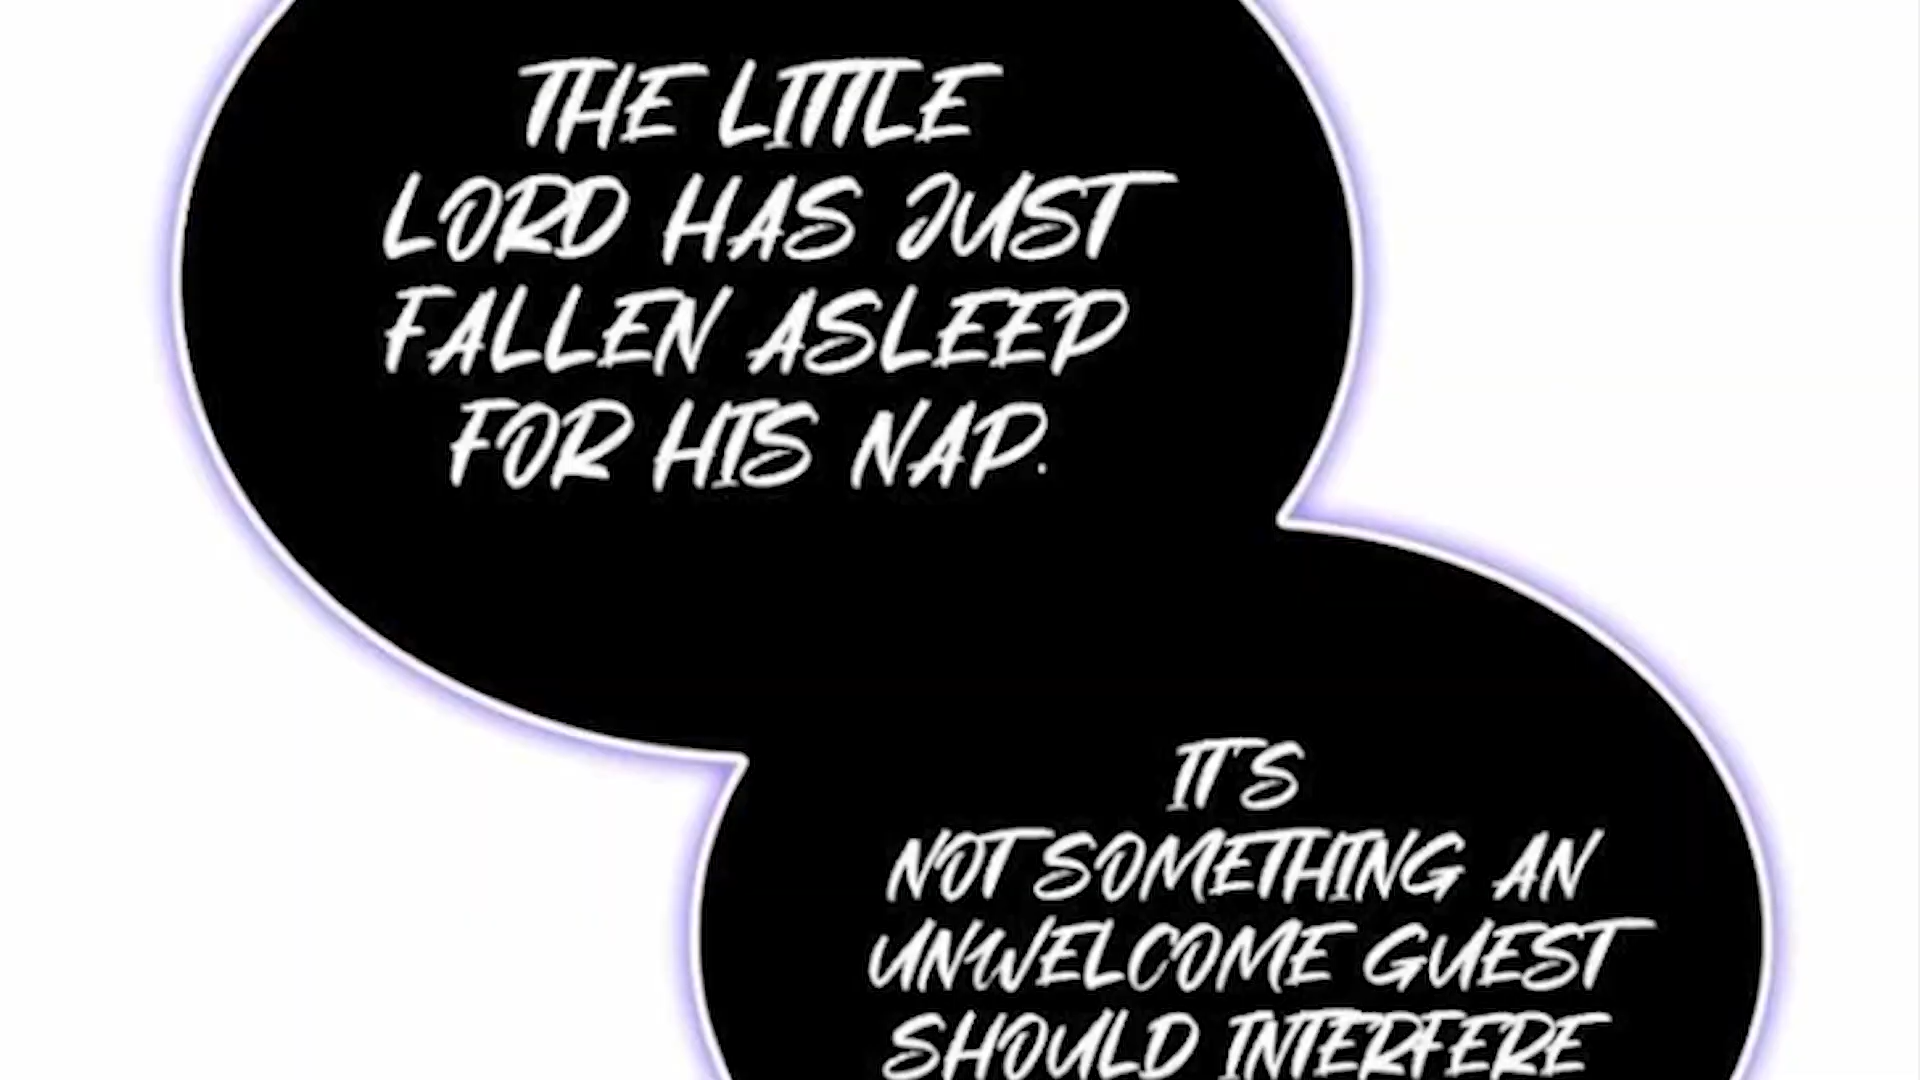 THE LITTLE
LORD HAS JUST
FALLEN ASLEEP
FOR HIS NAP.
IT'S
NOT SOMETHING AN
UNWELCOME GUEST
SHOULD INTERFERE